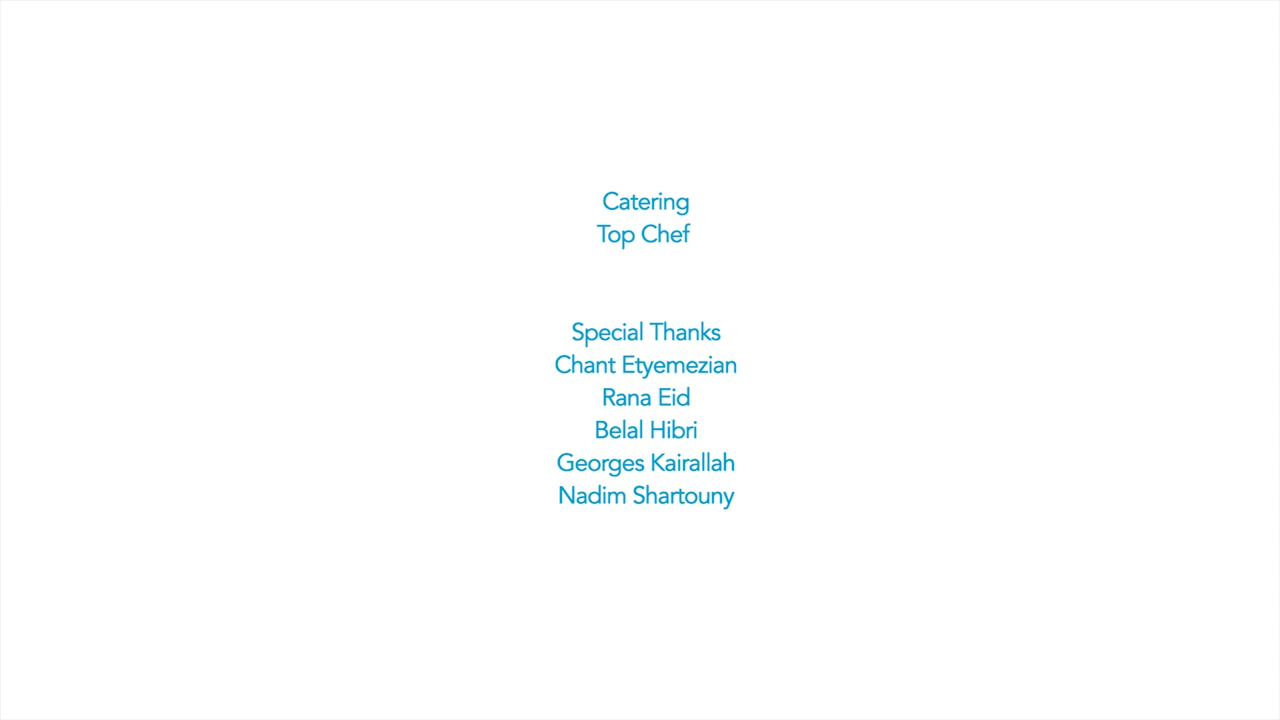 Catering
Top Chef
Special Thanks
Chant Etyemezian
Rana Eid
Belal Hibri
Georges Kairallah
Nadim Shartouny